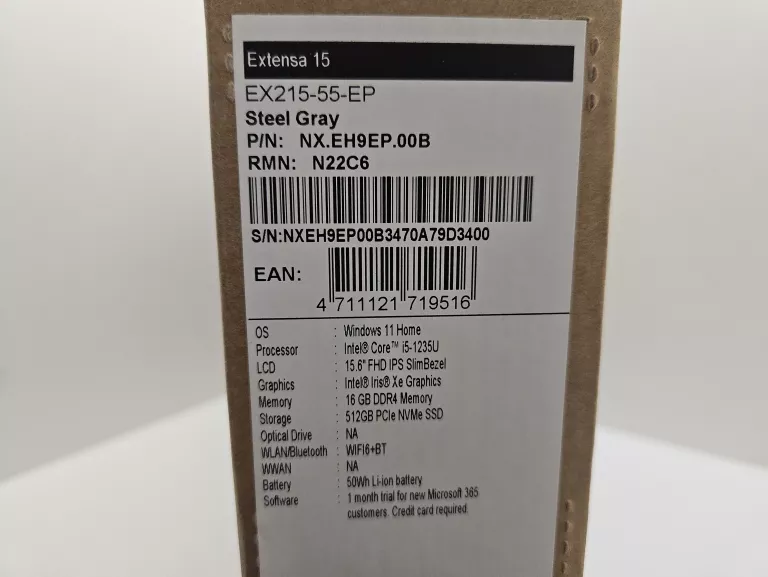 Extensa 15
EX215-55-EP
Steel Gray
P/N: NX.EH9EP.00B
RMN: N22C6
S/N:NXEH9EP00B3470A79D3400
EAN:
4 711121 719516
OS : Windows 11 Home
Processor : Intel® Core™ i5-1235U
LCD : 15.6" FHD IPS SlimBezel
Graphics : Intel® Iris® Xe Graphics
Memory : 16 GB DDR4 Memory
Storage : 512GB PCIe NVMe SSD
Optical Drive : NA
WLAN/Bluetooth : WIFI6+BT
WWAN : NA
Battery : 50Wh Li-ion battery
Software : 1 month trial for new Microsoft 365
customers. Credit card required.